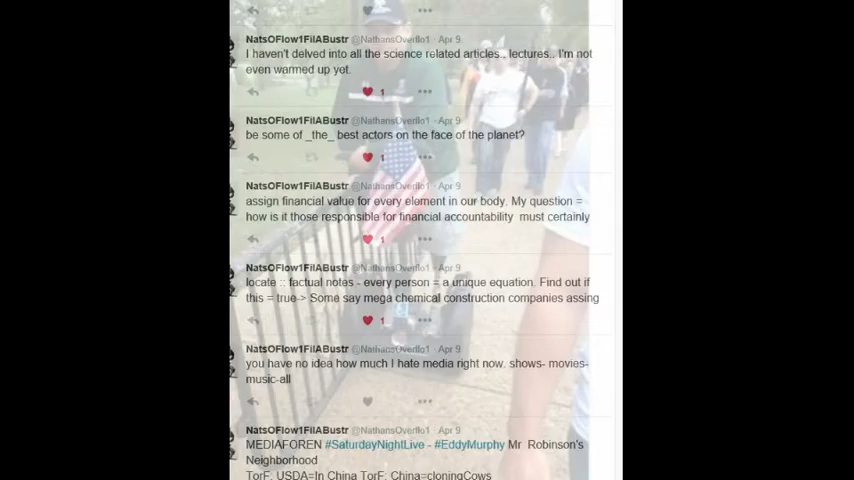 NatsOFlow1FilABustr @NathansOverflo1 · Apr 9
I haven't delved into all the science related articles.. lectures.. I'm not
even warmed up yet.
1
NatsOFlow1FilABustr @NathansOverflo1 · Apr 9
be some of _the_ best actors on the face of the planet?
1
NatsOFlow1FilABustr @NathansOverflo1 · Apr 9
assign financial value for every element in our body. My question =
how is it those responsible for financial accountability must certainly
1
NatsOFlow1FilABustr @NathansOverflo1 · Apr 9
locate :: factual notes - every person = a unique equation. Find out if
this = true-> Some say mega chemical construction companies assing
1
NatsOFlow1FilABustr @NathansOverflo1 · Apr 9
you have no idea how much I hate media right now. shows- movies-
music-all
NatsOFlow1FilABustr @NathansOverflo1 · Apr 9
MEDIAFOREN #SaturdayNightLive - #EddyMurphy Mr Robinson's
Neighborhood
TorF: USDA=In China TorF: China=cloningCows